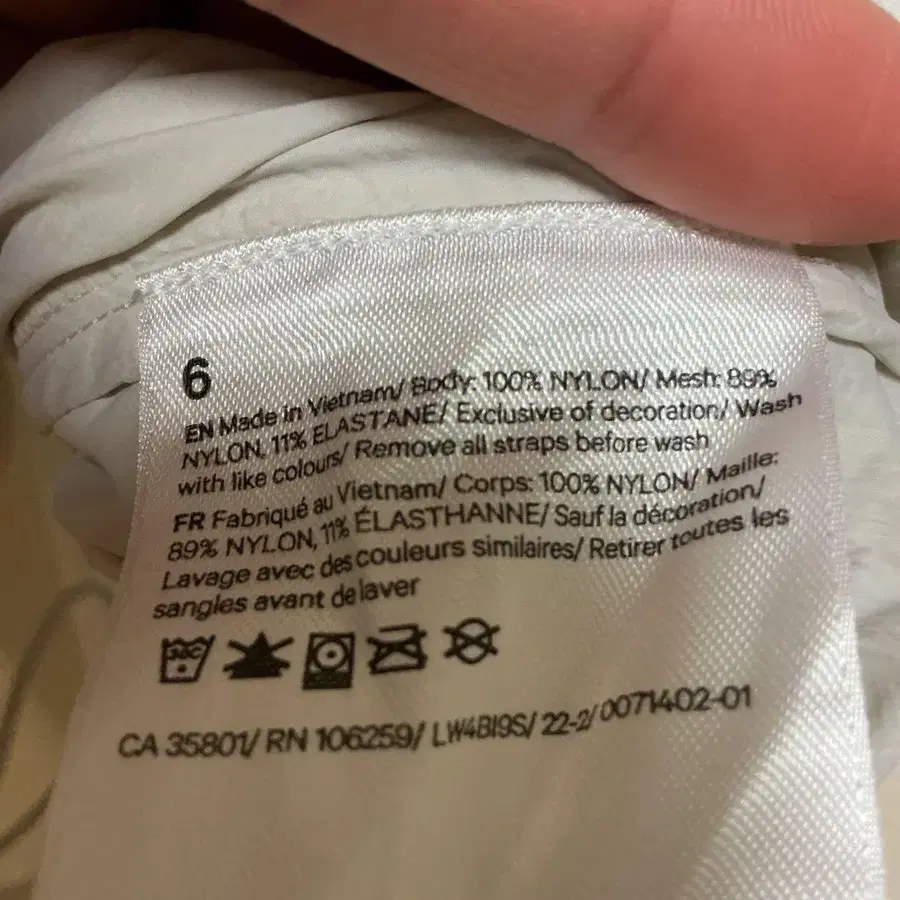 6
EN Made in Vietnam/ Body: 100% NYLON/ Mesh: 89%
NYLON, 11% ELASTANE/ Exclusive of decoration/ Wash
with like colours/ Remove all straps before wash
FR Fabriqué au Vietnam/ Corps: 100% NYLON/ Maille:
89% NYLON, 11% ÉLASTHANNE/ Sauf la décoration/
Lavage avec des couleurs similaires/ Retirer toutes les
sangles avant de laver
30C
CA 35801/ RN 106259/ LW4BI9S/ 22-2/ 0071402-01